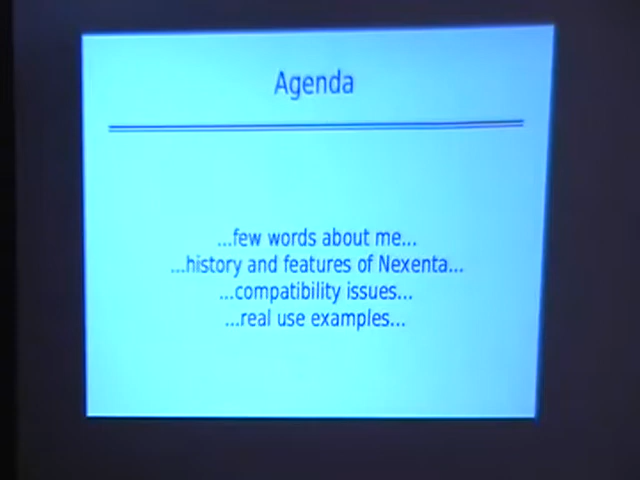 Agenda
...few words about me...
...history and features of Nexenta...
...compatibility issues...
...real use examples...